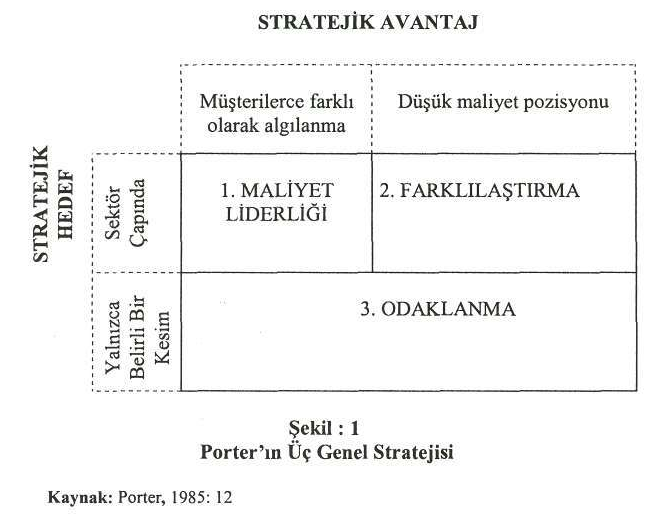 STRATEJİK AVANTAJ
Müşterilerce farklı
olarak algılanma
Düşük maliyet pozisyonu
STRATEJİK
HEDEF
Sektör
Çapında
1. MALİYET
LİDERLİĞİ
2. FARKLILAŞTIRMA
Yalnızca
Belirli Bir
Kesim
3. ODAKLANMA
Şekil : 1
Porter’ın Üç Genel Stratejisi
Kaynak: Porter, 1985: 12